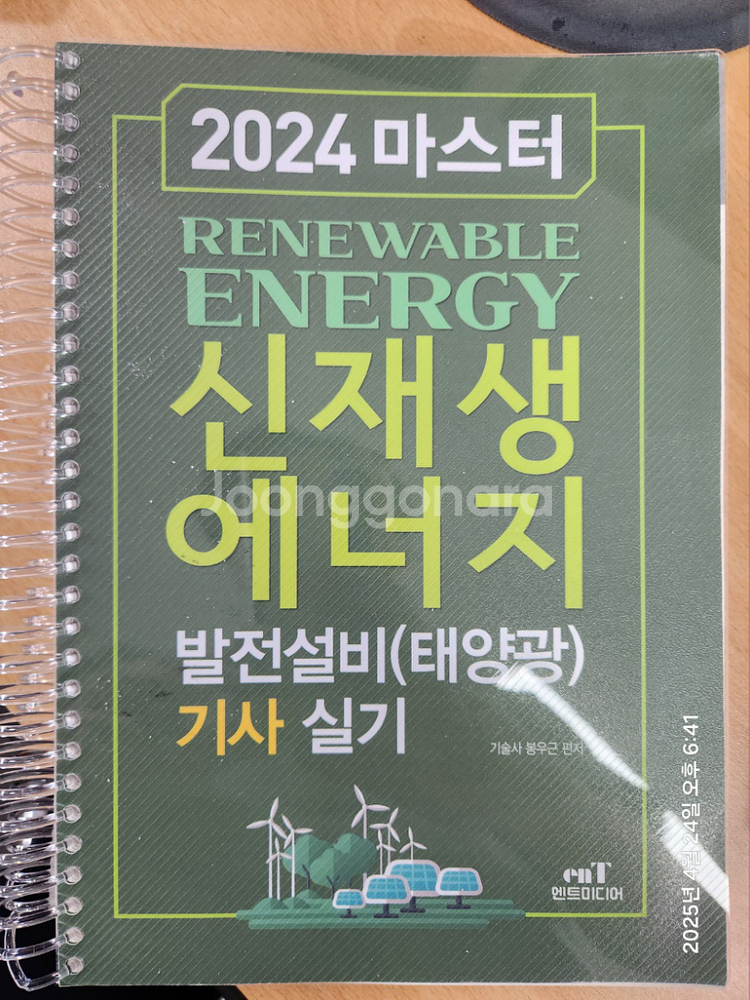 2024 마스터
RENEWABLE
ENERGY
신재생
에너지
Joonggonara
발전설비(태양광)
기사 실기
기술사 봉우근 편저
enT
엔트미디어
2025년 4월 24일 오후 6:41